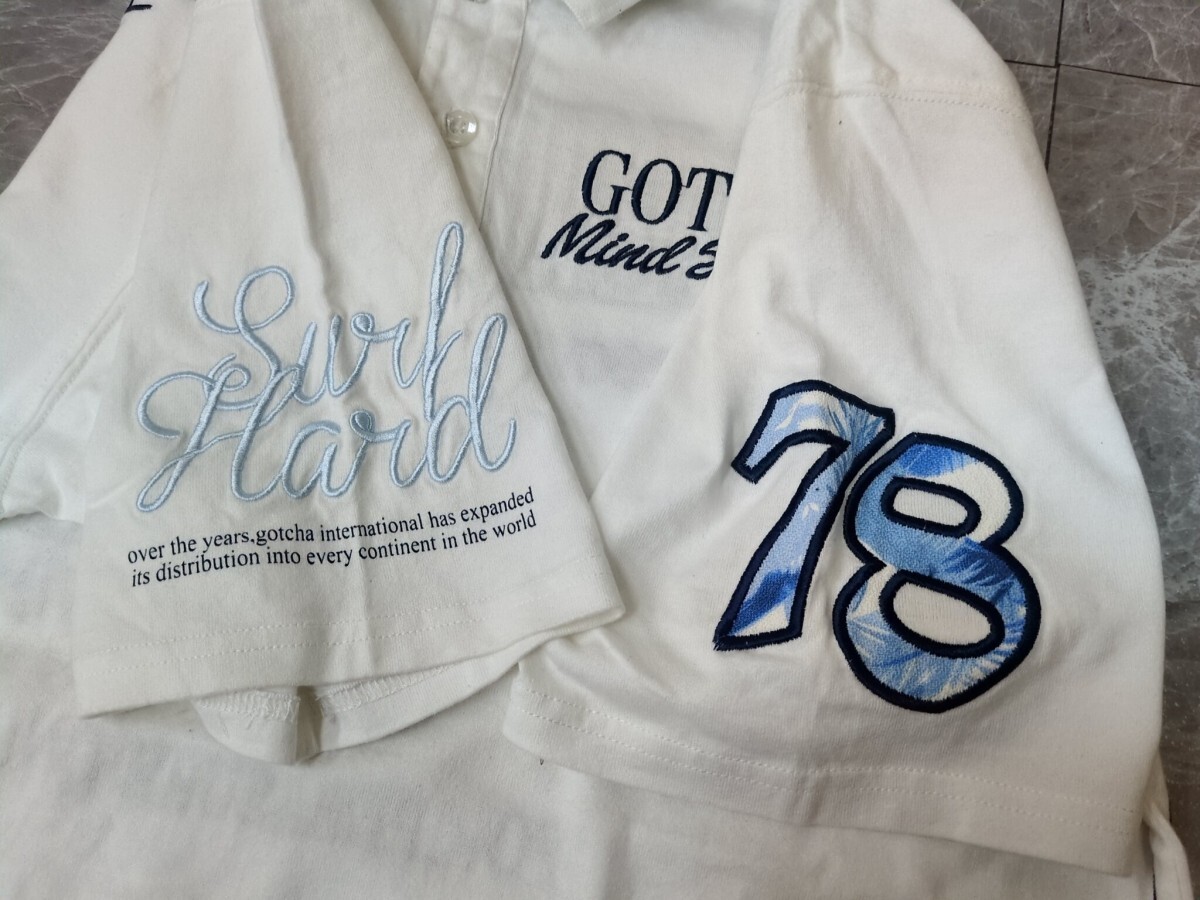 GOT
Mind S
Surf
Hard
over the years.gotcha international has expanded
its distribution into every continent in the world
78